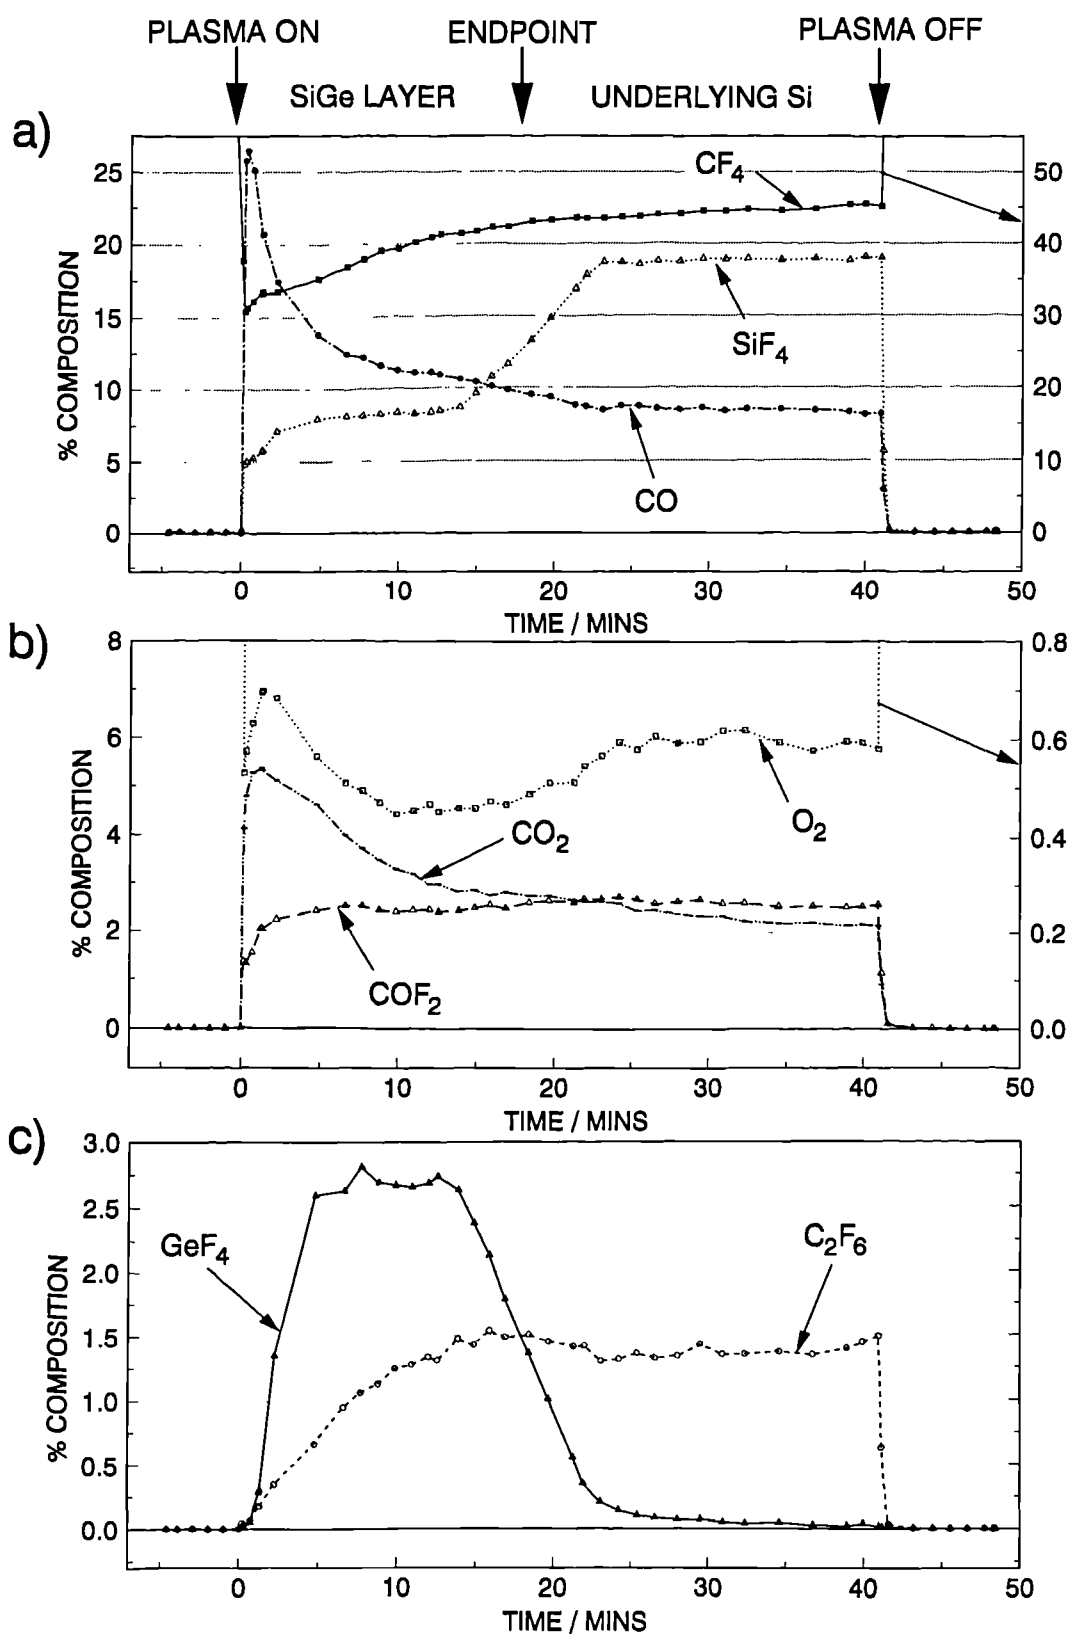 PLASMA ON ENDPOINT PLASMA OFF
SiGe LAYER UNDERLYING Si
a)
CF4
SiF4
CO
% COMPOSITION
25
20
15
10
5
0
50
40
30
20
10
0
0 10 20 30 40 50
TIME / MINS
b)
CO2
O2
COF2
% COMPOSITION
8
6
4
2
0
0.8
0.6
0.4
0.2
0.0
0 10 20 30 40 50
TIME / MINS
c)
GeF4
C2F6
% COMPOSITION
3.0
2.5
2.0
1.5
1.0
0.5
0.0
0 10 20 30 40 50
TIME / MINS